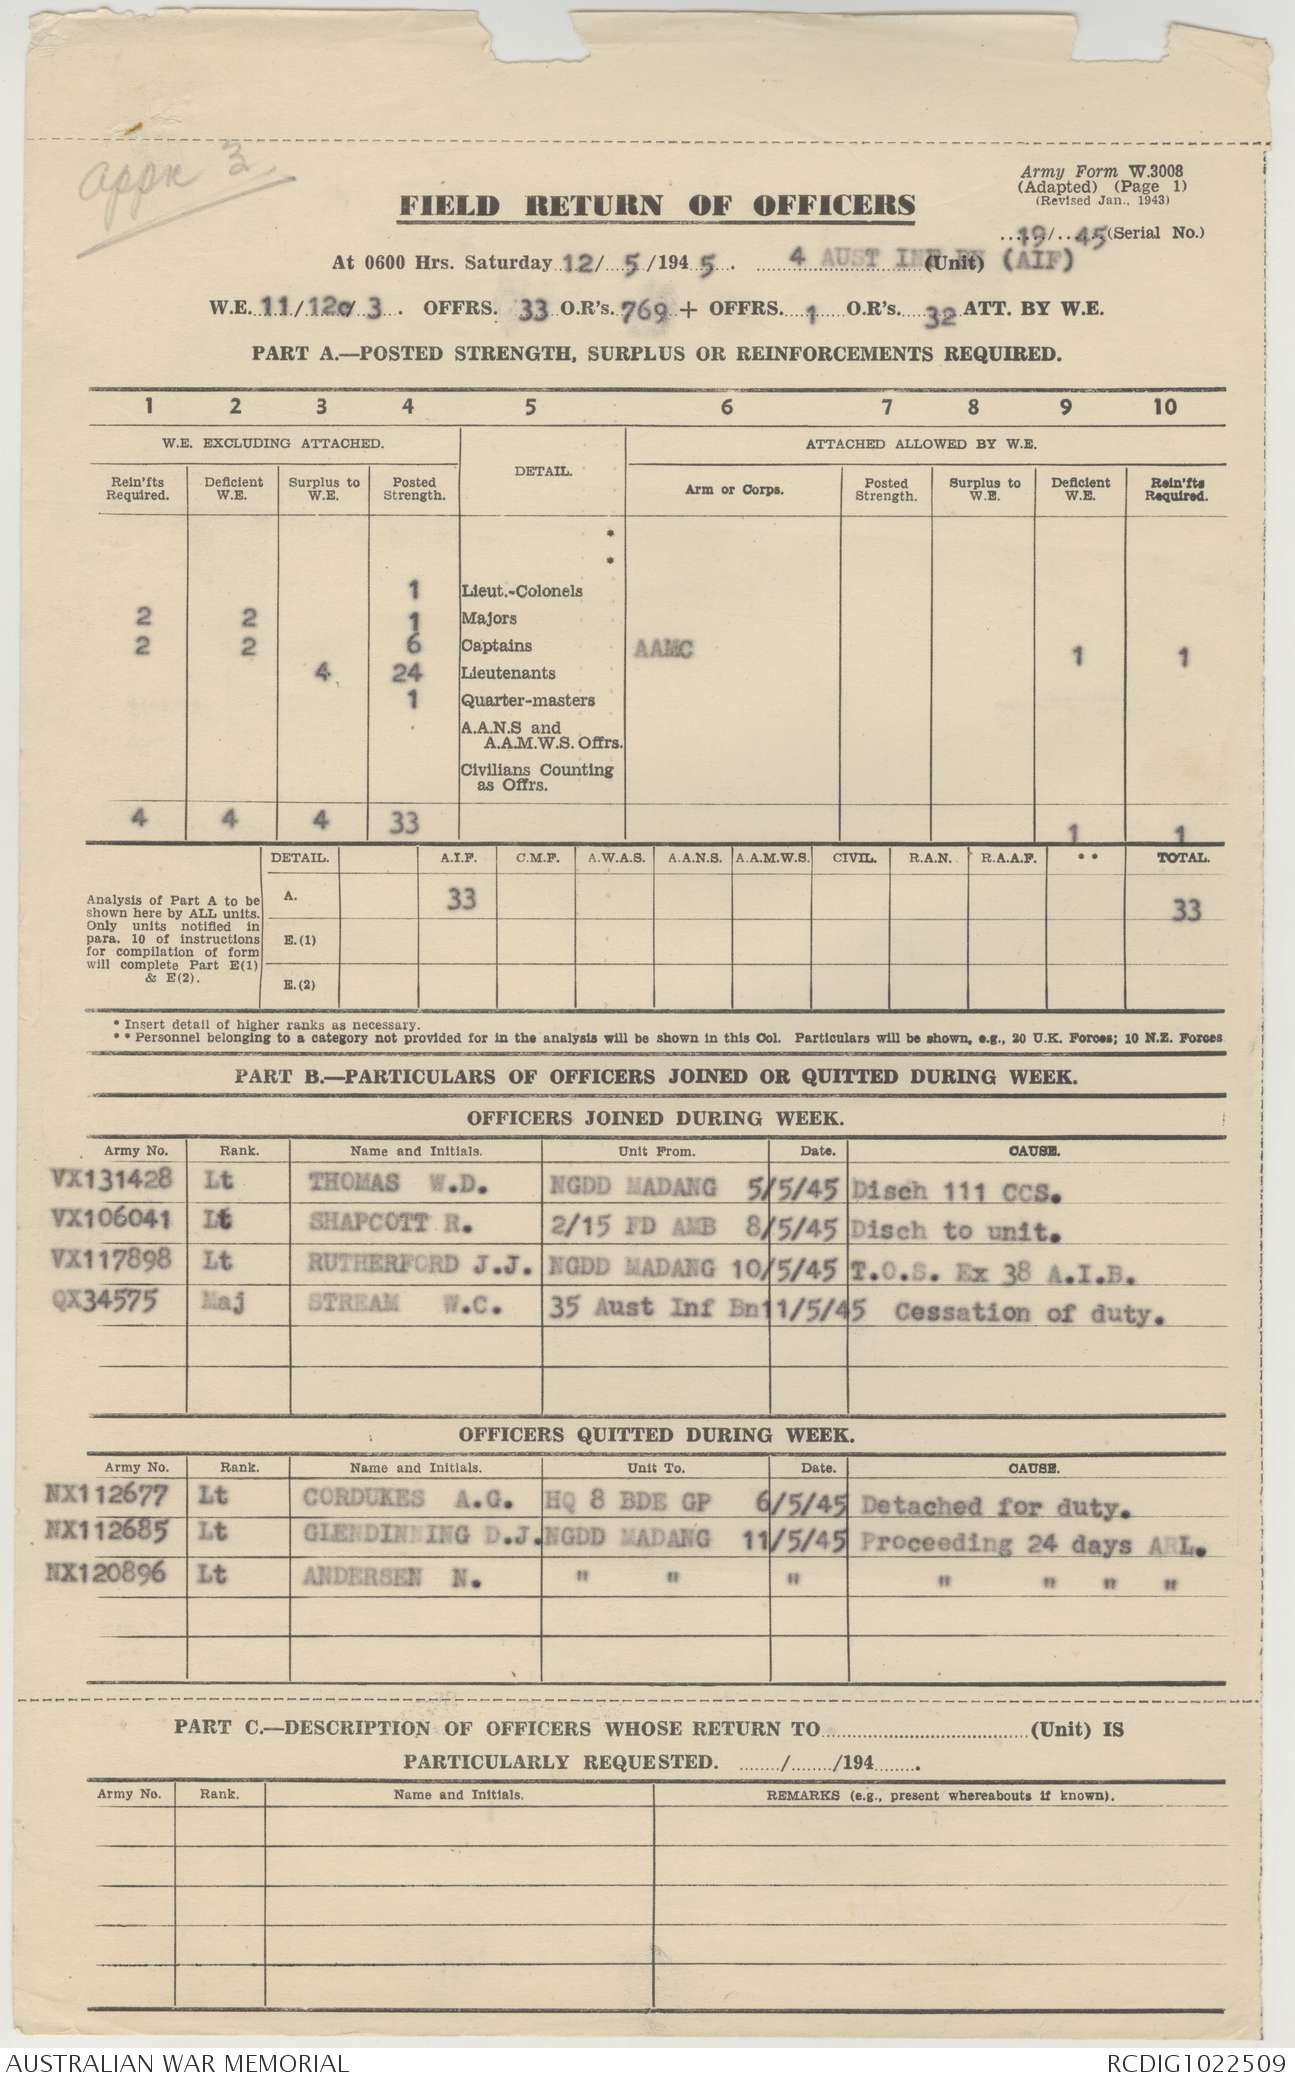 appx 3.
Army Form W.3008
(Adapted) (Page 1)
(Revised Jan., 1943)
FIELD RETURN OF OFFICERS
19/ 45 (Serial No.)
At 0600 Hrs. Saturday 12/ 5 /194 5 . 4 AUST INF BN (Unit) (AIF)
W.E. 11/12c/3 . OFFRS. 33 O.R's. 769 + OFFRS. 1 O.R's. 32 ATT. BY W.E.
PART A.—POSTED STRENGTH, SURPLUS OR REINFORCEMENTS REQUIRED.
1 2 3 4 5 6 7 8 9 10
W.E. EXCLUDING ATTACHED. DETAIL. ATTACHED ALLOWED BY W.E.
Rein'fts Required. Deficient W.E. Surplus to W.E. Posted Strength. Arm or Corps. Posted Strength. Surplus to W.E. Deficient W.E. Rein'fts Required.
*
*
1 Lieut.-Colonels
2 2 1 Majors
2 2 6 Captains AAMC 1 1
4 24 Lieutenants
1 Quarter-masters
A.A.N.S and
A.A.M.W.S. Offrs.
Civilians Counting
as Offrs.
4 4 4 33 1 1
DETAIL. A.I.F. C.M.F. A.W.A.S. A.A.N.S. A.A.M.W.S. CIVIL. R.A.N. R.A.A.F. * * TOTAL.
Analysis of Part A to be
shown here by ALL units.
Only units notified in
para. 10 of instructions
for compilation of form
will complete Part E(1)
& E(2).
A. 33 33
E.(1)
E.(2)
* Insert detail of higher ranks as necessary.
* * Personnel belonging to a category not provided for in the analysis will be shown in this Col. Particulars will be shown, e.g., 20 U.K. Forces; 10 N.Z. Forces
PART B.—PARTICULARS OF OFFICERS JOINED OR QUITTED DURING WEEK.
OFFICERS JOINED DURING WEEK.
Army No. Rank. Name and Initials. Unit From. Date. CAUSE.
VX131428 Lt THOMAS W.D. NGDD MADANG 5/5/45 Disch 111 CCS.
VX106041 Lt SHAPCOTT R. 2/15 FD AMB 8/5/45 Disch to unit.
VX117898 Lt RUTHERFORD J.J. NGDD MADANG 10/5/45 T.O.S. Ex 38 A.I.B.
QX34575 Maj STREAM W.C. 35 Aust Inf Bn 11/5/45 Cessation of duty.
OFFICERS QUITTED DURING WEEK.
Army No. Rank. Name and Initials. Unit To. Date. CAUSE.
NX112677 Lt CORDUKES A.G. HQ 8 BDE GP 6/5/45 Detached for duty.
NX112685 Lt GLENDINNING D.J. NGDD MADANG 11/5/45 Proceeding 24 days ARL.
NX120896 Lt ANDERSEN N. " " " " " " "
PART C.—DESCRIPTION OF OFFICERS WHOSE RETURN TO (Unit) IS
PARTICULARLY REQUESTED. / /194 .
Army No. Rank. Name and Initials. REMARKS (e.g., present whereabouts if known).
AUSTRALIAN WAR MEMORIAL RCDIG1022509